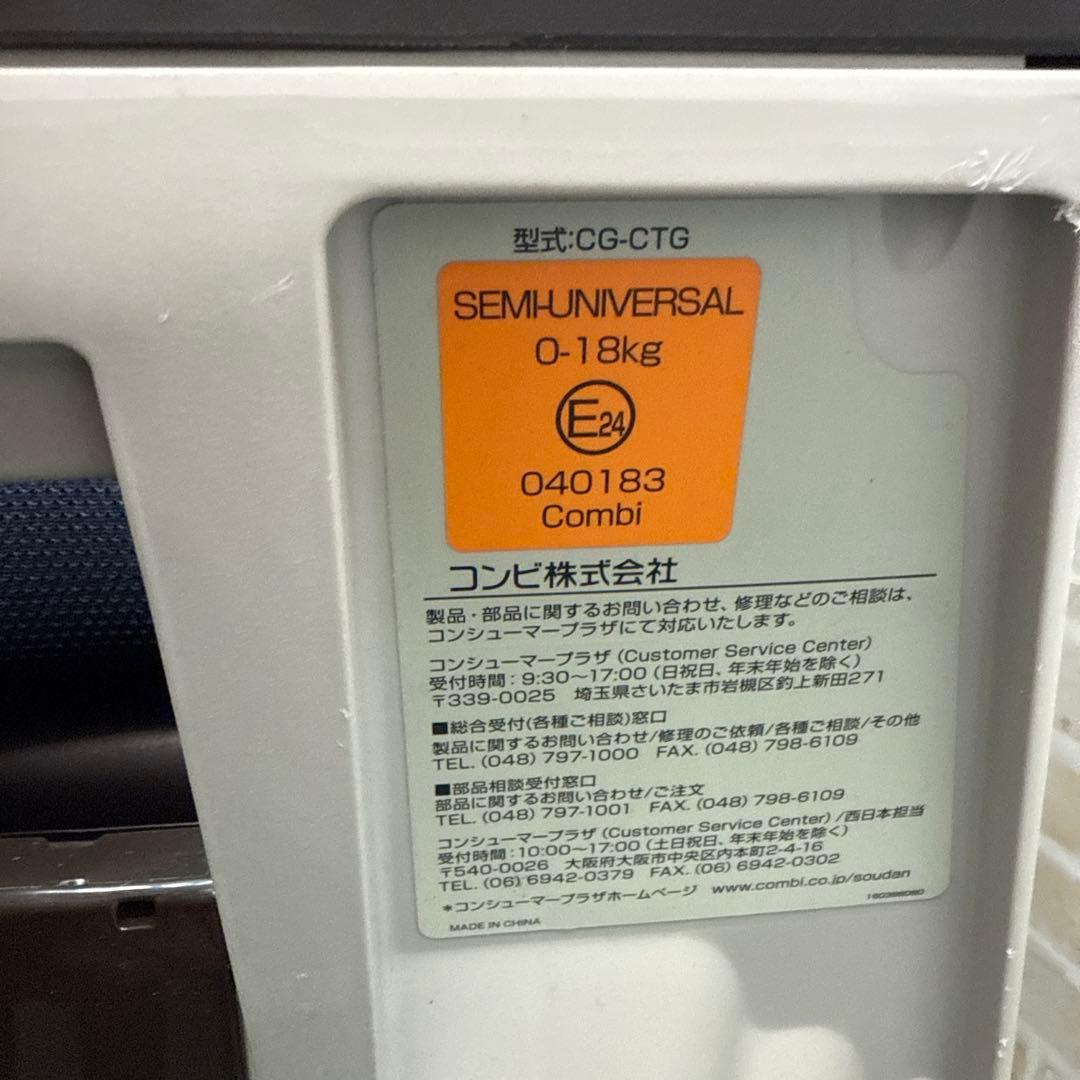 型式:CG-CTG
SEMI-UNIVERSAL
0-18kg
E24
040183
Combi
コンビ株式会社
製品・部品に関するお問い合わせ、修理などのご相談は、
コンシューマープラザにて対応いたします。
コンシューマープラザ (Customer Service Center)
受付時間：9:30〜17:00 (日祝日、年末年始を除く)
〒339-0025 埼玉県さいたま市岩槻区釣上新田271
■総合受付(各種ご相談)窓口
製品に関するお問い合わせ/修理のご依頼/各種ご相談/その他
TEL. (048) 797-1000 FAX. (048) 798-6109
■部品相談受付窓口
部品に関するお問い合わせ/ご注文
TEL. (048) 797-1001 FAX. (048) 798-6109
コンシューマープラザ (Customer Service Center) /西日本担当
受付時間：10:00〜17:00 (土日祝日、年末年始を除く)
〒540-0026 大阪府大阪市中央区内本町2-4-16
TEL. (06) 6942-0379 FAX. (06) 6942-0302
*コンシューマープラザホームページ www.combi.co.jp/soudan
MADE IN CHINA